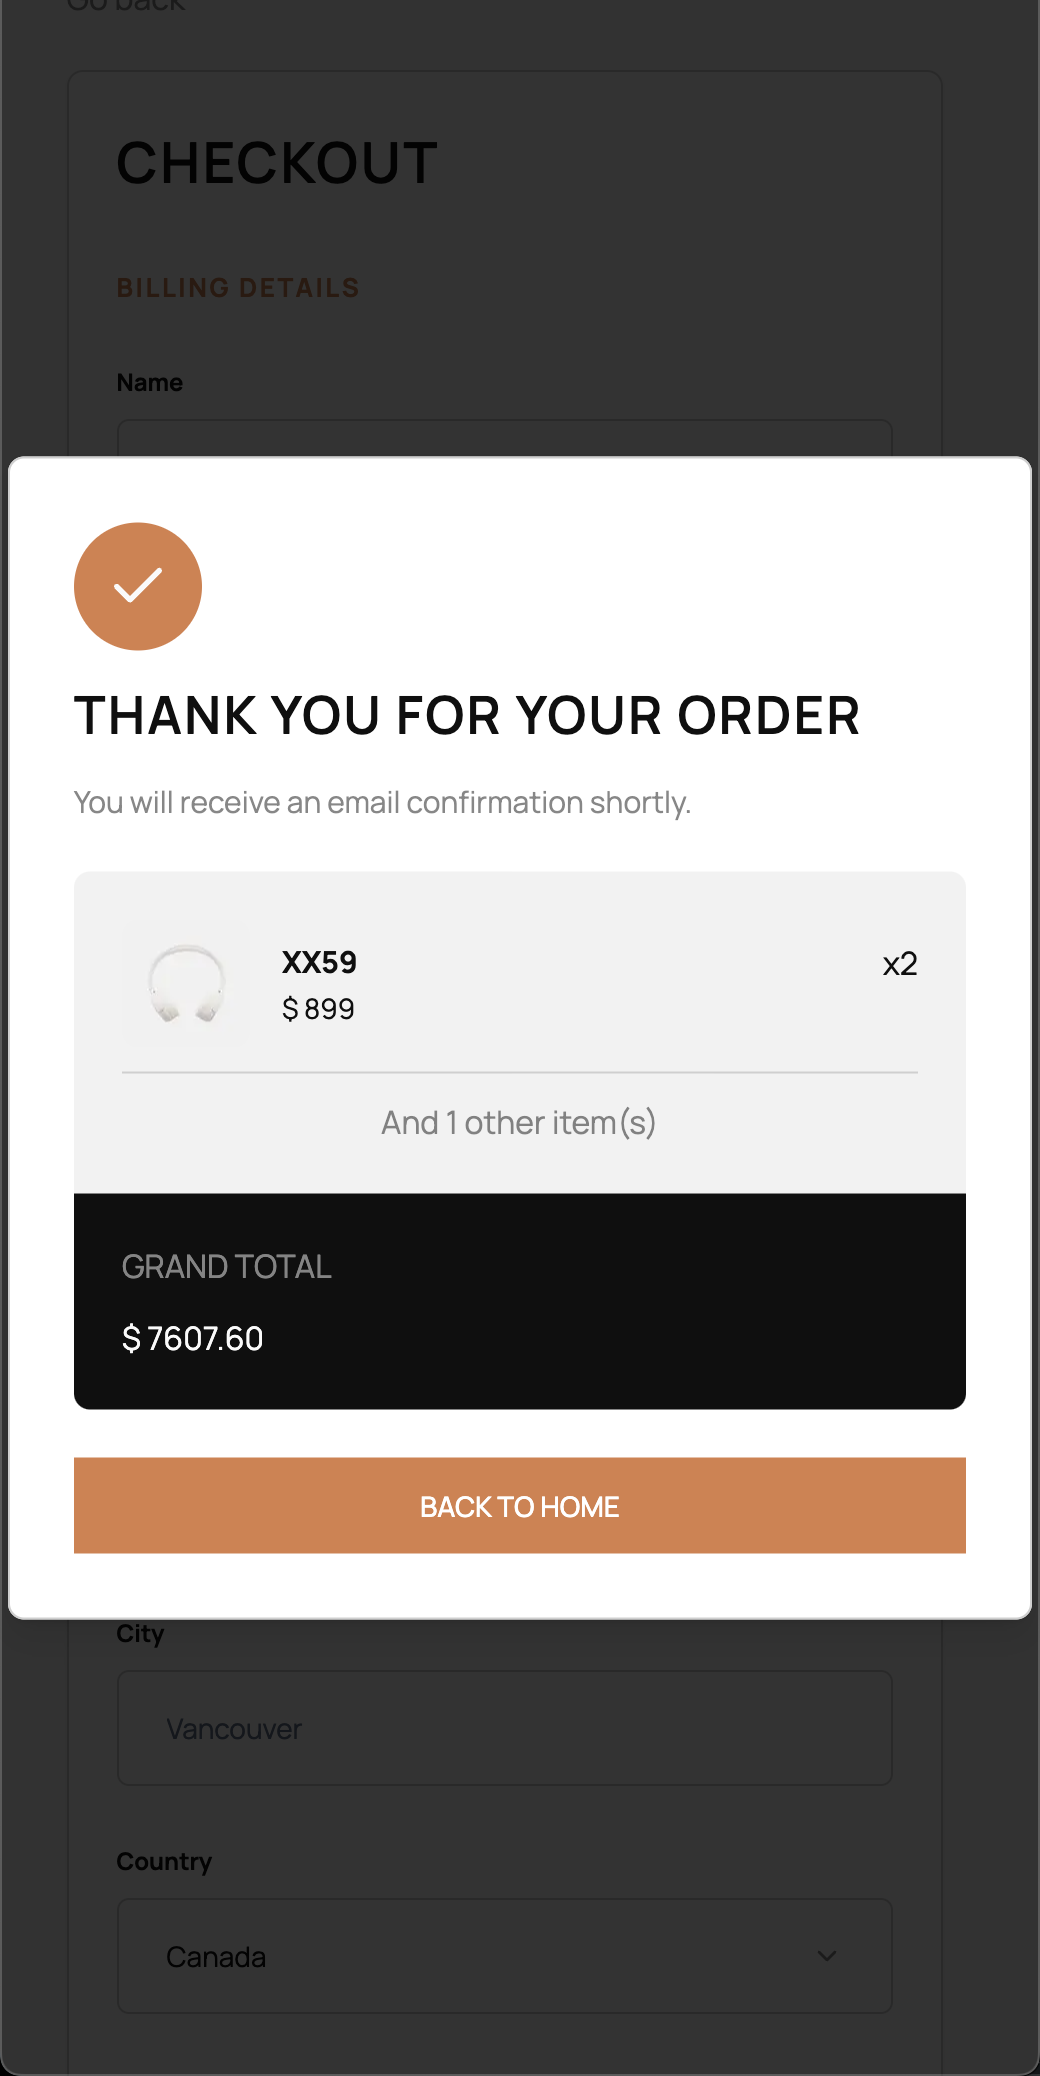 Go back
CHECKOUT
BILLING DETAILS
Name
THANK YOU FOR YOUR ORDER
You will receive an email confirmation shortly.
XX59
x2
$ 899
And 1 other item(s)
GRAND TOTAL
$ 7607.60
BACK TO HOME
City
Vancouver
Country
Canada